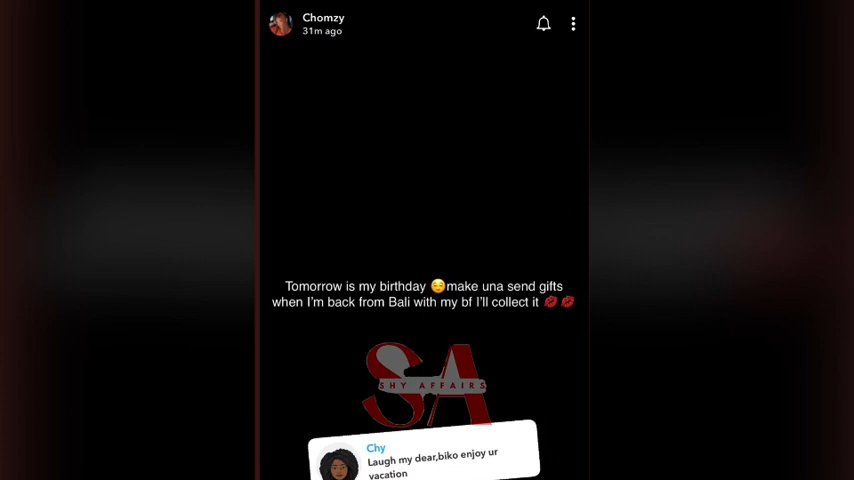 Chomzy
31m ago
Tomorrow is my birthday 😌make una send gifts
when I'm back from Bali with my bf I'll collect it 💋💋
SA
SHY AFFAIRS
Chy
Laugh my dear,biko enjoy ur
vacation